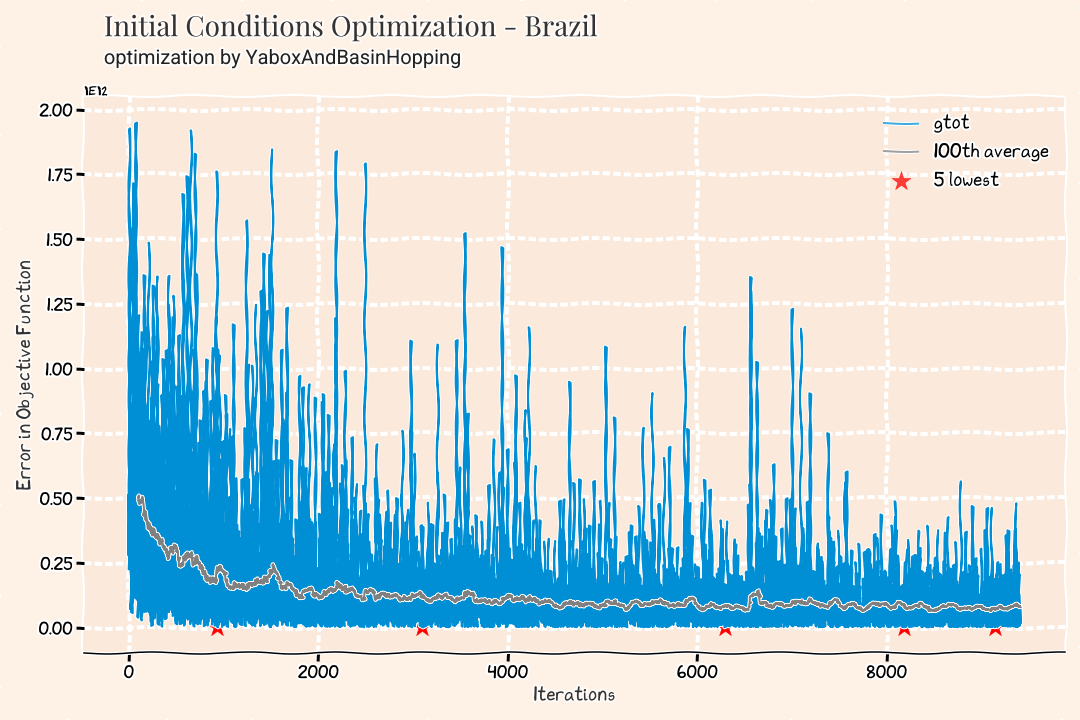 Initial Conditions Optimization - Brazil
optimization by YaboxAndBasinHopping
1E12
2.00
1.75
1.50
1.25
1.00
0.75
0.50
0.25
0.00
Error in Objective Function
gtot
100th average
5 lowest
0
2000
4000
6000
8000
Iterations